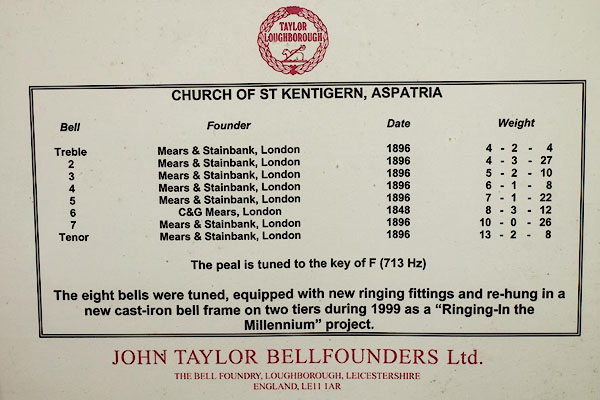 TAYLOR
LOUGHBOROUGH
CHURCH OF ST KENTIGERN, ASPATRIA
Bell Founder Date Weight
Treble Mears & Stainbank, London 1896 4 - 2 - 4
2 Mears & Stainbank, London 1896 4 - 3 - 27
3 Mears & Stainbank, London 1896 5 - 2 - 10
4 Mears & Stainbank, London 1896 6 - 1 - 8
5 Mears & Stainbank, London 1896 7 - 1 - 22
6 C&G Mears, London 1848 8 - 3 - 12
7 Mears & Stainbank, London 1896 10 - 0 - 26
Tenor Mears & Stainbank, London 1896 13 - 2 - 8
The peal is tuned to the key of F (713 Hz)
The eight bells were tuned, equipped with new ringing fittings and re-hung in a
new cast-iron bell frame on two tiers during 1999 as a “Ringing-In the
Millennium” project.
JOHN TAYLOR BELLFOUNDERS Ltd.
THE BELL FOUNDRY, LOUGHBOROUGH, LEICESTERSHIRE
ENGLAND, LE11 1AR